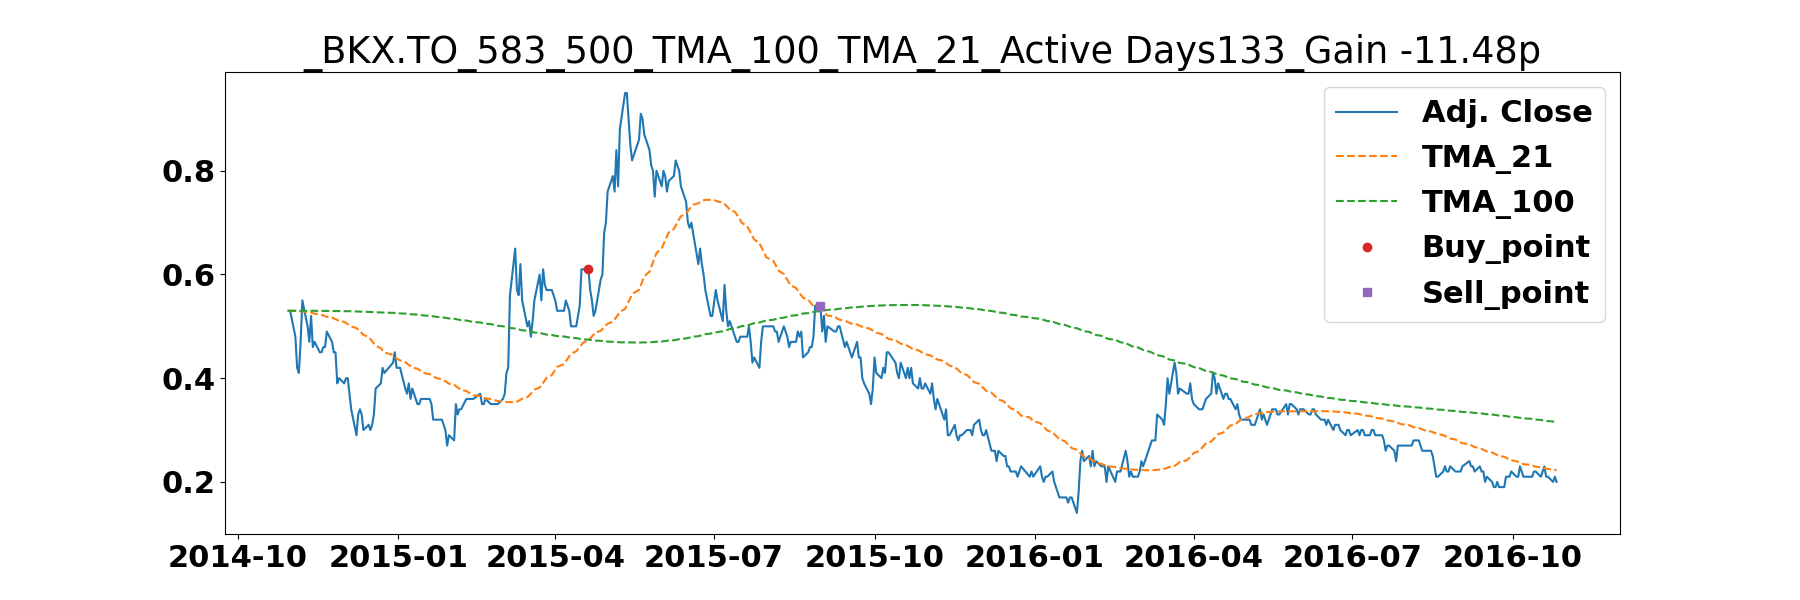 _BKX.TO_583_500_TMA_100_TMA_21_Active Days133_Gain -11.48p
Adj. Close
TMA_21
TMA_100
Buy_point
Sell_point
0.8
0.6
0.4
0.2
2014-10 2015-01 2015-04 2015-07 2015-10 2016-01 2016-04 2016-07 2016-10